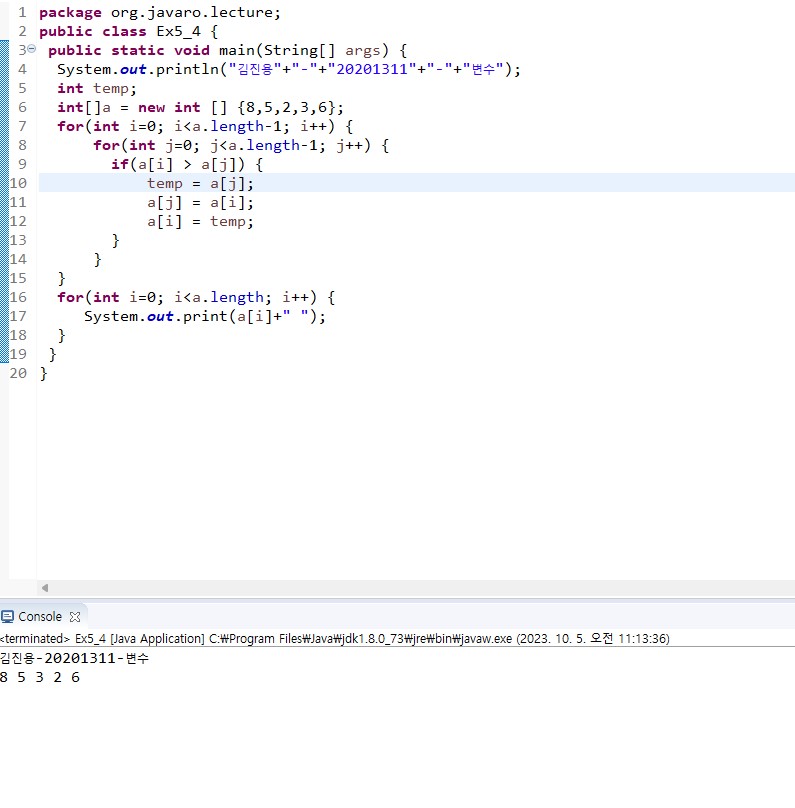 1 package org.javaro.lecture;
2 public class Ex5_4 {
3 public static void main(String[] args) {
4 System.out.println("김진용"+"-"+"20201311"+"-"+"변수");
5 int temp;
6 int[]a = new int [] {8,5,2,3,6};
7 for(int i=0; i<a.length-1; i++) {
8 for(int j=0; j<a.length-1; j++) {
9 if(a[i] > a[j]) {
10 temp = a[j];
11 a[j] = a[i];
12 a[i] = temp;
13 }
14 }
15 }
16 for(int i=0; i<a.length; i++) {
17 System.out.print(a[i]+" ");
18 }
19 }
20 }
Console
<terminated> Ex5_4 [Java Application] C:₩Program Files₩Java₩jdk1.8.0_73₩jre₩bin₩javaw.exe (2023. 10. 5. 오전 11:13:36)
김진용-20201311-변수
8 5 3 2 6